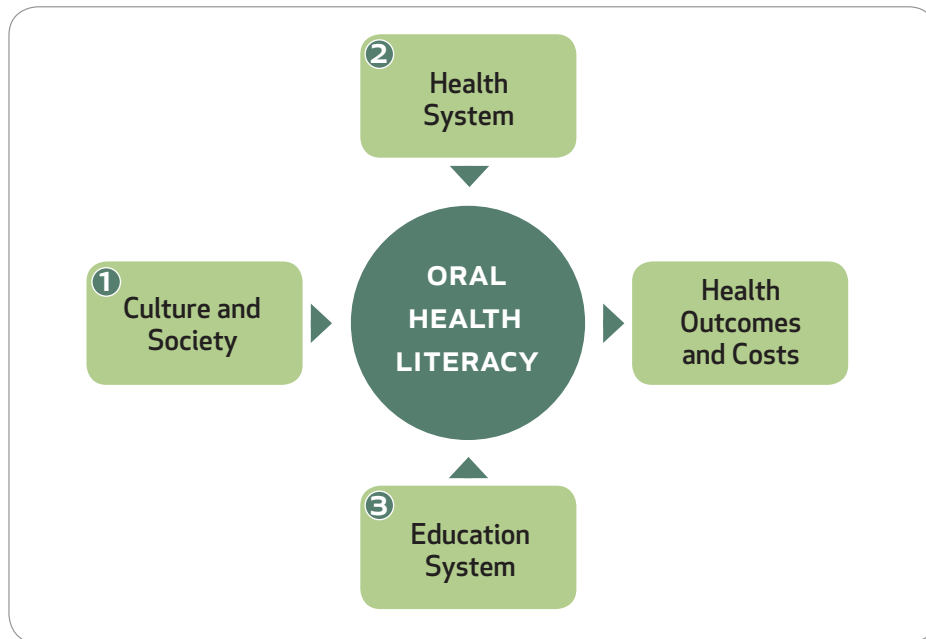 2
Health
System
1
Culture and
Society
ORAL
HEALTH
LITERACY
Health
Outcomes
and Costs
3
Education
System